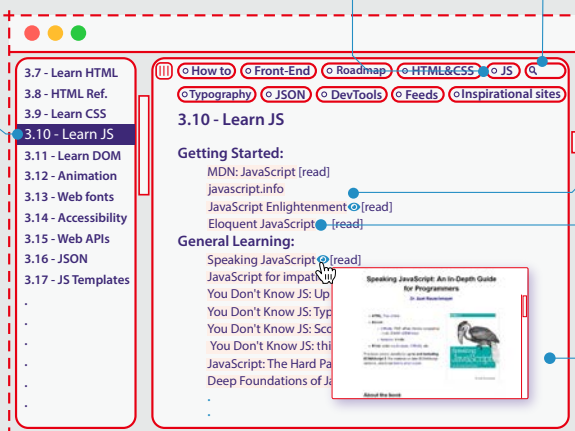 How to Front-End Roadmap HTML&CSS JS
Typography JSON DevTools Feeds Inspirational sites
3.7 - Learn HTML
3.8 - HTML Ref.
3.9 - Learn CSS
3.10 - Learn JS
3.11 - Learn DOM
3.12 - Animation
3.13 - Web fonts
3.14 - Accessibility
3.15 - Web APIs
3.16 - JSON
3.17 - JS Templates
3.10 - Learn JS
Getting Started:
MDN: JavaScript [read]
javascript.info
JavaScript Enlightenment [read]
Eloquent JavaScript [read]
General Learning:
Speaking JavaScript [read]
JavaScript for impat
You Don't Know JS: Up
You Don't Know JS: Typ
You Don't Know JS: Sco
You Don't Know JS: thi
JavaScript: The Hard Pa
Deep Foundations of Ja
Speaking JavaScript: An In-Depth Guide
for Programmers
Speaking
JavaScript
About the book